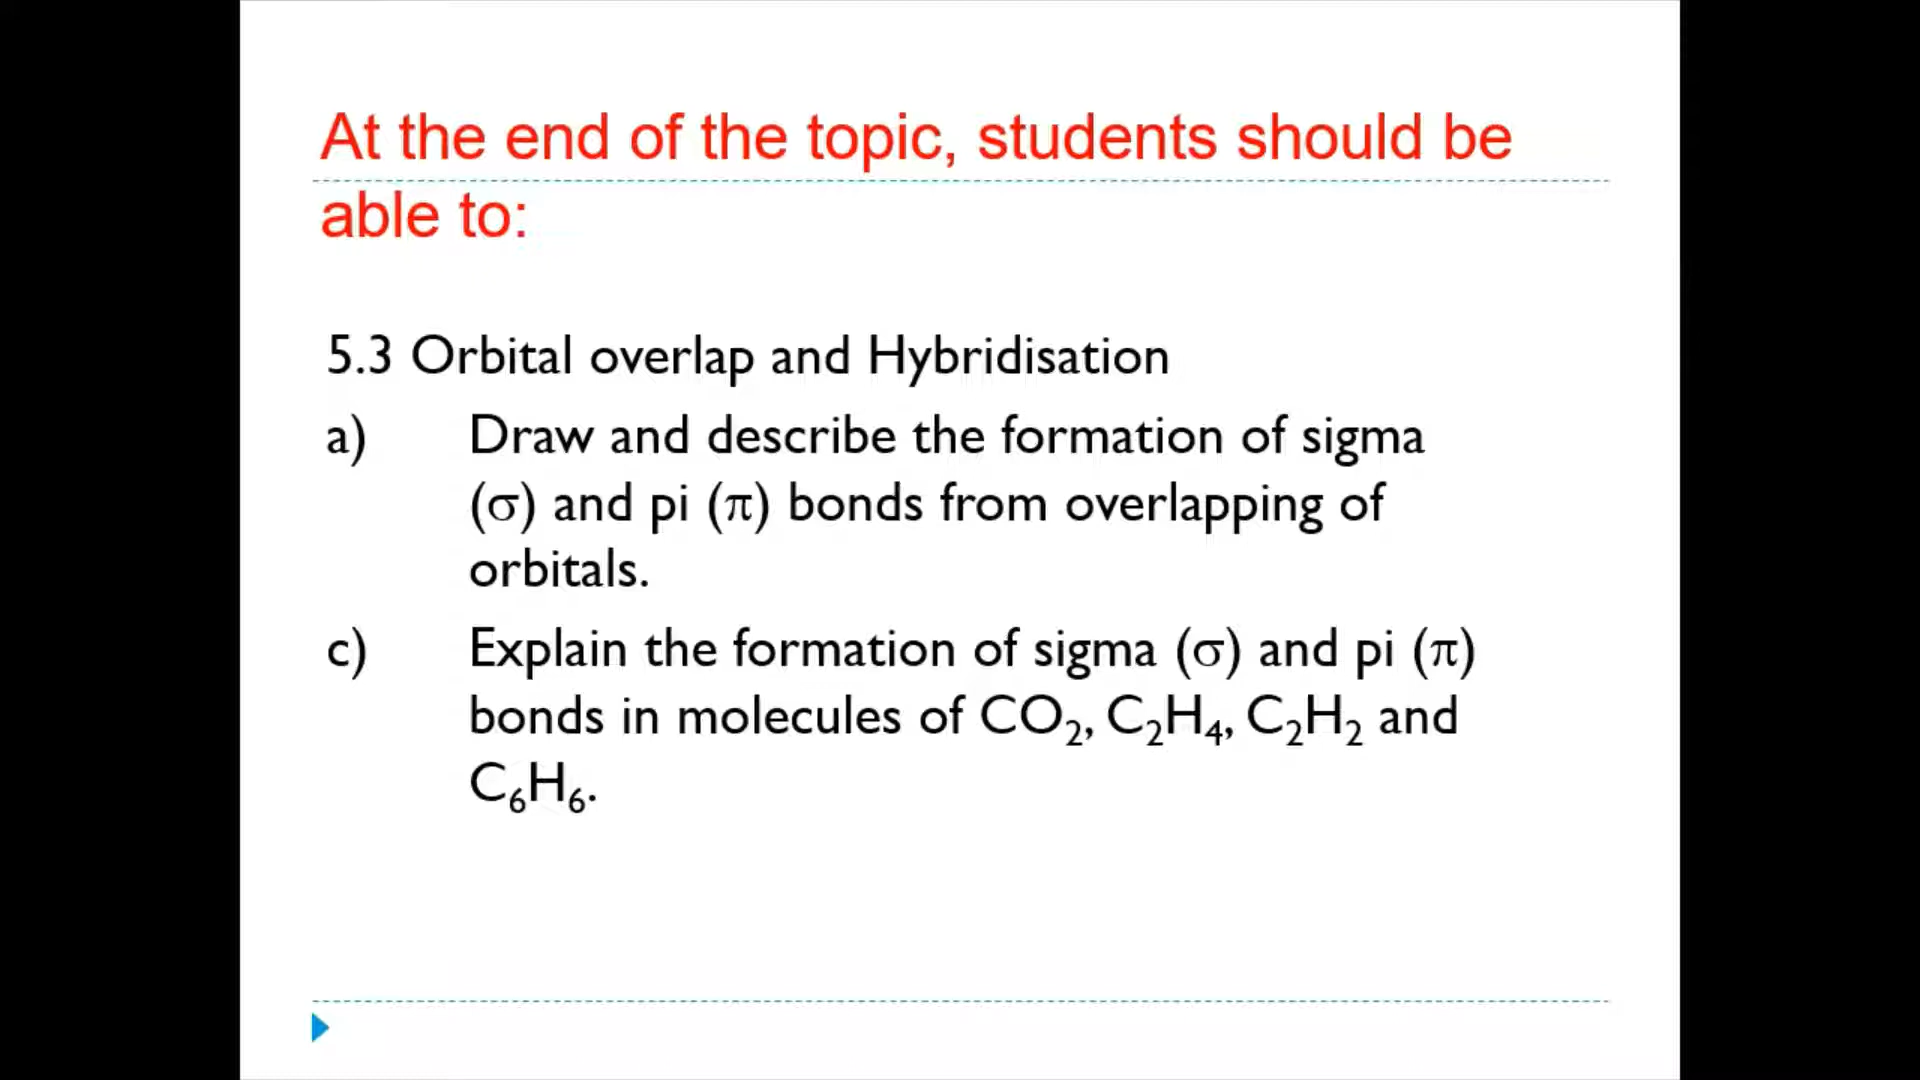 At the end of the topic, students should be
able to:
5.3 Orbital overlap and Hybridisation
a) Draw and describe the formation of sigma
(σ) and pi (π) bonds from overlapping of
orbitals.
c) Explain the formation of sigma (σ) and pi (π)
bonds in molecules of CO₂, C₂H₄, C₂H₂ and
C₆H₆.